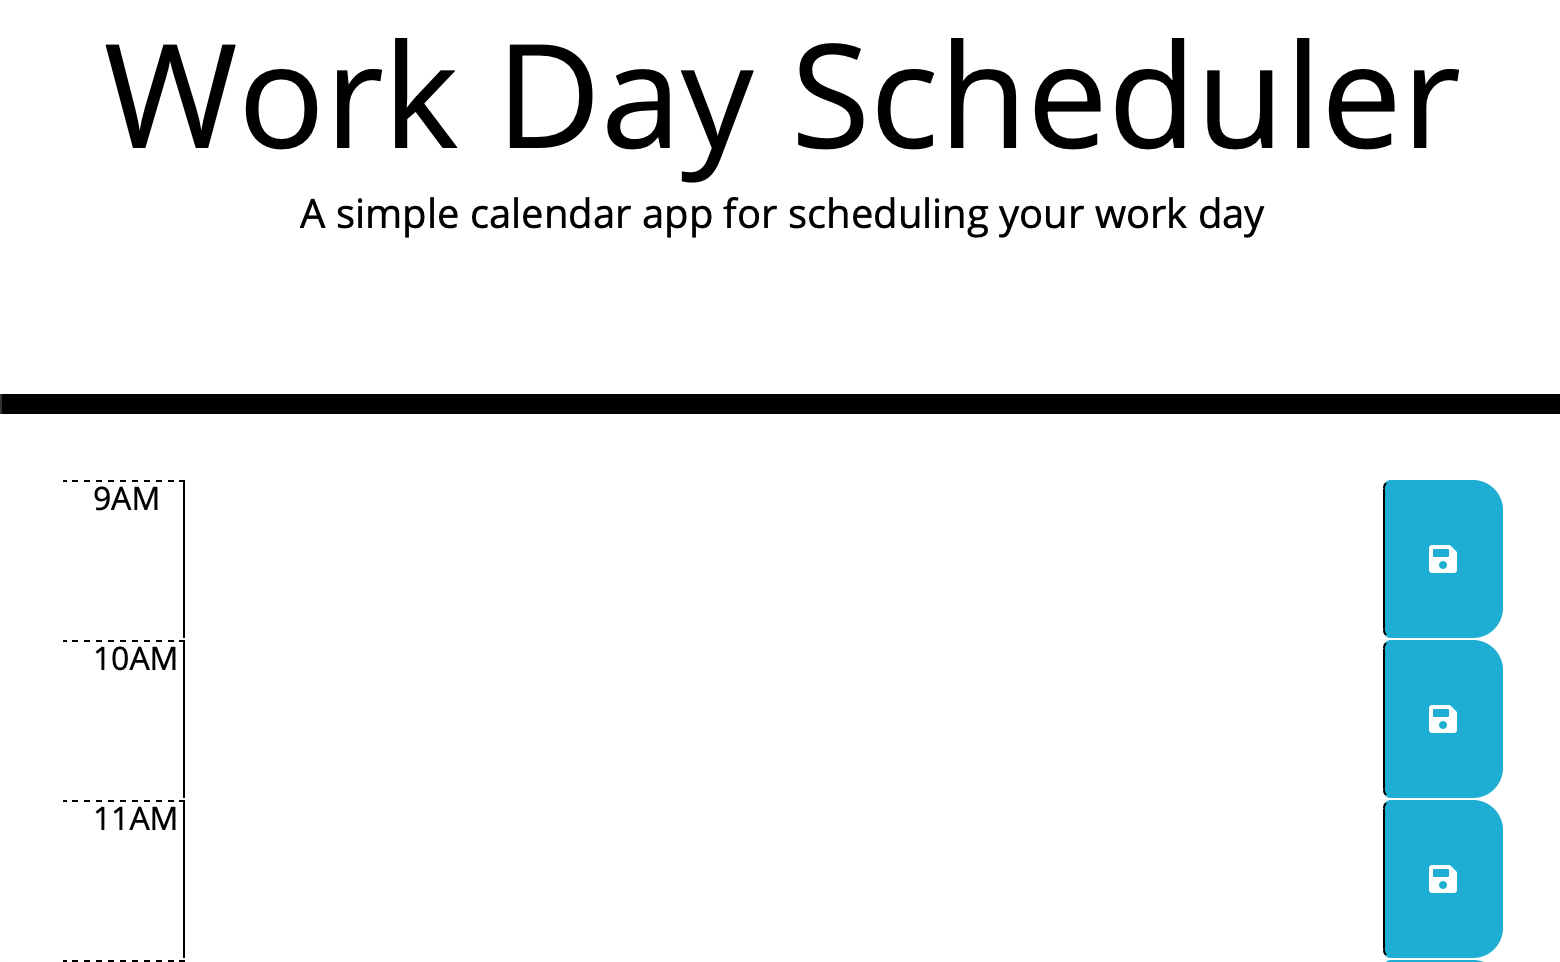 Work Day Scheduler
A simple calendar app for scheduling your work day
9AM
10AM
11AM